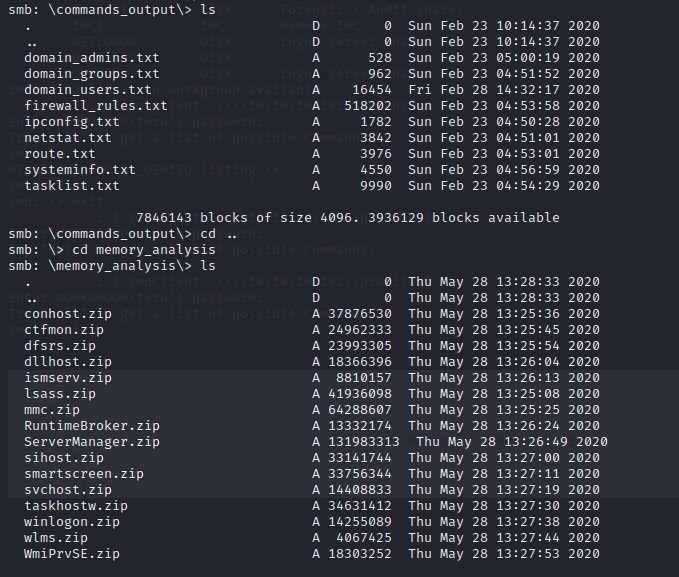 smb: \commands_output\> ls
. D 0 Sun Feb 23 10:14:37 2020
.. D 0 Sun Feb 23 10:14:37 2020
domain_admins.txt A 528 Sun Feb 23 05:00:19 2020
domain_groups.txt A 962 Sun Feb 23 04:51:52 2020
domain_users.txt A 16454 Fri Feb 28 14:32:17 2020
firewall_rules.txt A 518202 Sun Feb 23 04:53:58 2020
ipconfig.txt A 1782 Sun Feb 23 04:50:28 2020
netstat.txt A 3842 Sun Feb 23 04:51:01 2020
route.txt A 3976 Sun Feb 23 04:53:01 2020
systeminfo.txt A 4550 Sun Feb 23 04:56:59 2020
tasklist.txt A 9990 Sun Feb 23 04:54:29 2020
7846143 blocks of size 4096. 3936129 blocks available
smb: \commands_output\> cd ..
smb: \> cd memory_analysis
smb: \memory_analysis\> ls
. D 0 Thu May 28 13:28:33 2020
.. D 0 Thu May 28 13:28:33 2020
conhost.zip A 37876530 Thu May 28 13:25:36 2020
ctfmon.zip A 24962333 Thu May 28 13:25:45 2020
dfsrs.zip A 23993305 Thu May 28 13:25:54 2020
dllhost.zip A 18366396 Thu May 28 13:26:04 2020
ismserv.zip A 8810157 Thu May 28 13:26:13 2020
lsass.zip A 41936098 Thu May 28 13:25:08 2020
mmc.zip A 64288607 Thu May 28 13:25:25 2020
RuntimeBroker.zip A 13332174 Thu May 28 13:26:24 2020
ServerManager.zip A 131983313 Thu May 28 13:26:49 2020
sihost.zip A 33141744 Thu May 28 13:27:00 2020
smartscreen.zip A 33756344 Thu May 28 13:27:11 2020
svchost.zip A 14408833 Thu May 28 13:27:19 2020
taskhostw.zip A 34631412 Thu May 28 13:27:30 2020
winlogon.zip A 14255089 Thu May 28 13:27:38 2020
wlms.zip A 4067425 Thu May 28 13:27:44 2020
WmiPrvSE.zip A 18303252 Thu May 28 13:27:53 2020